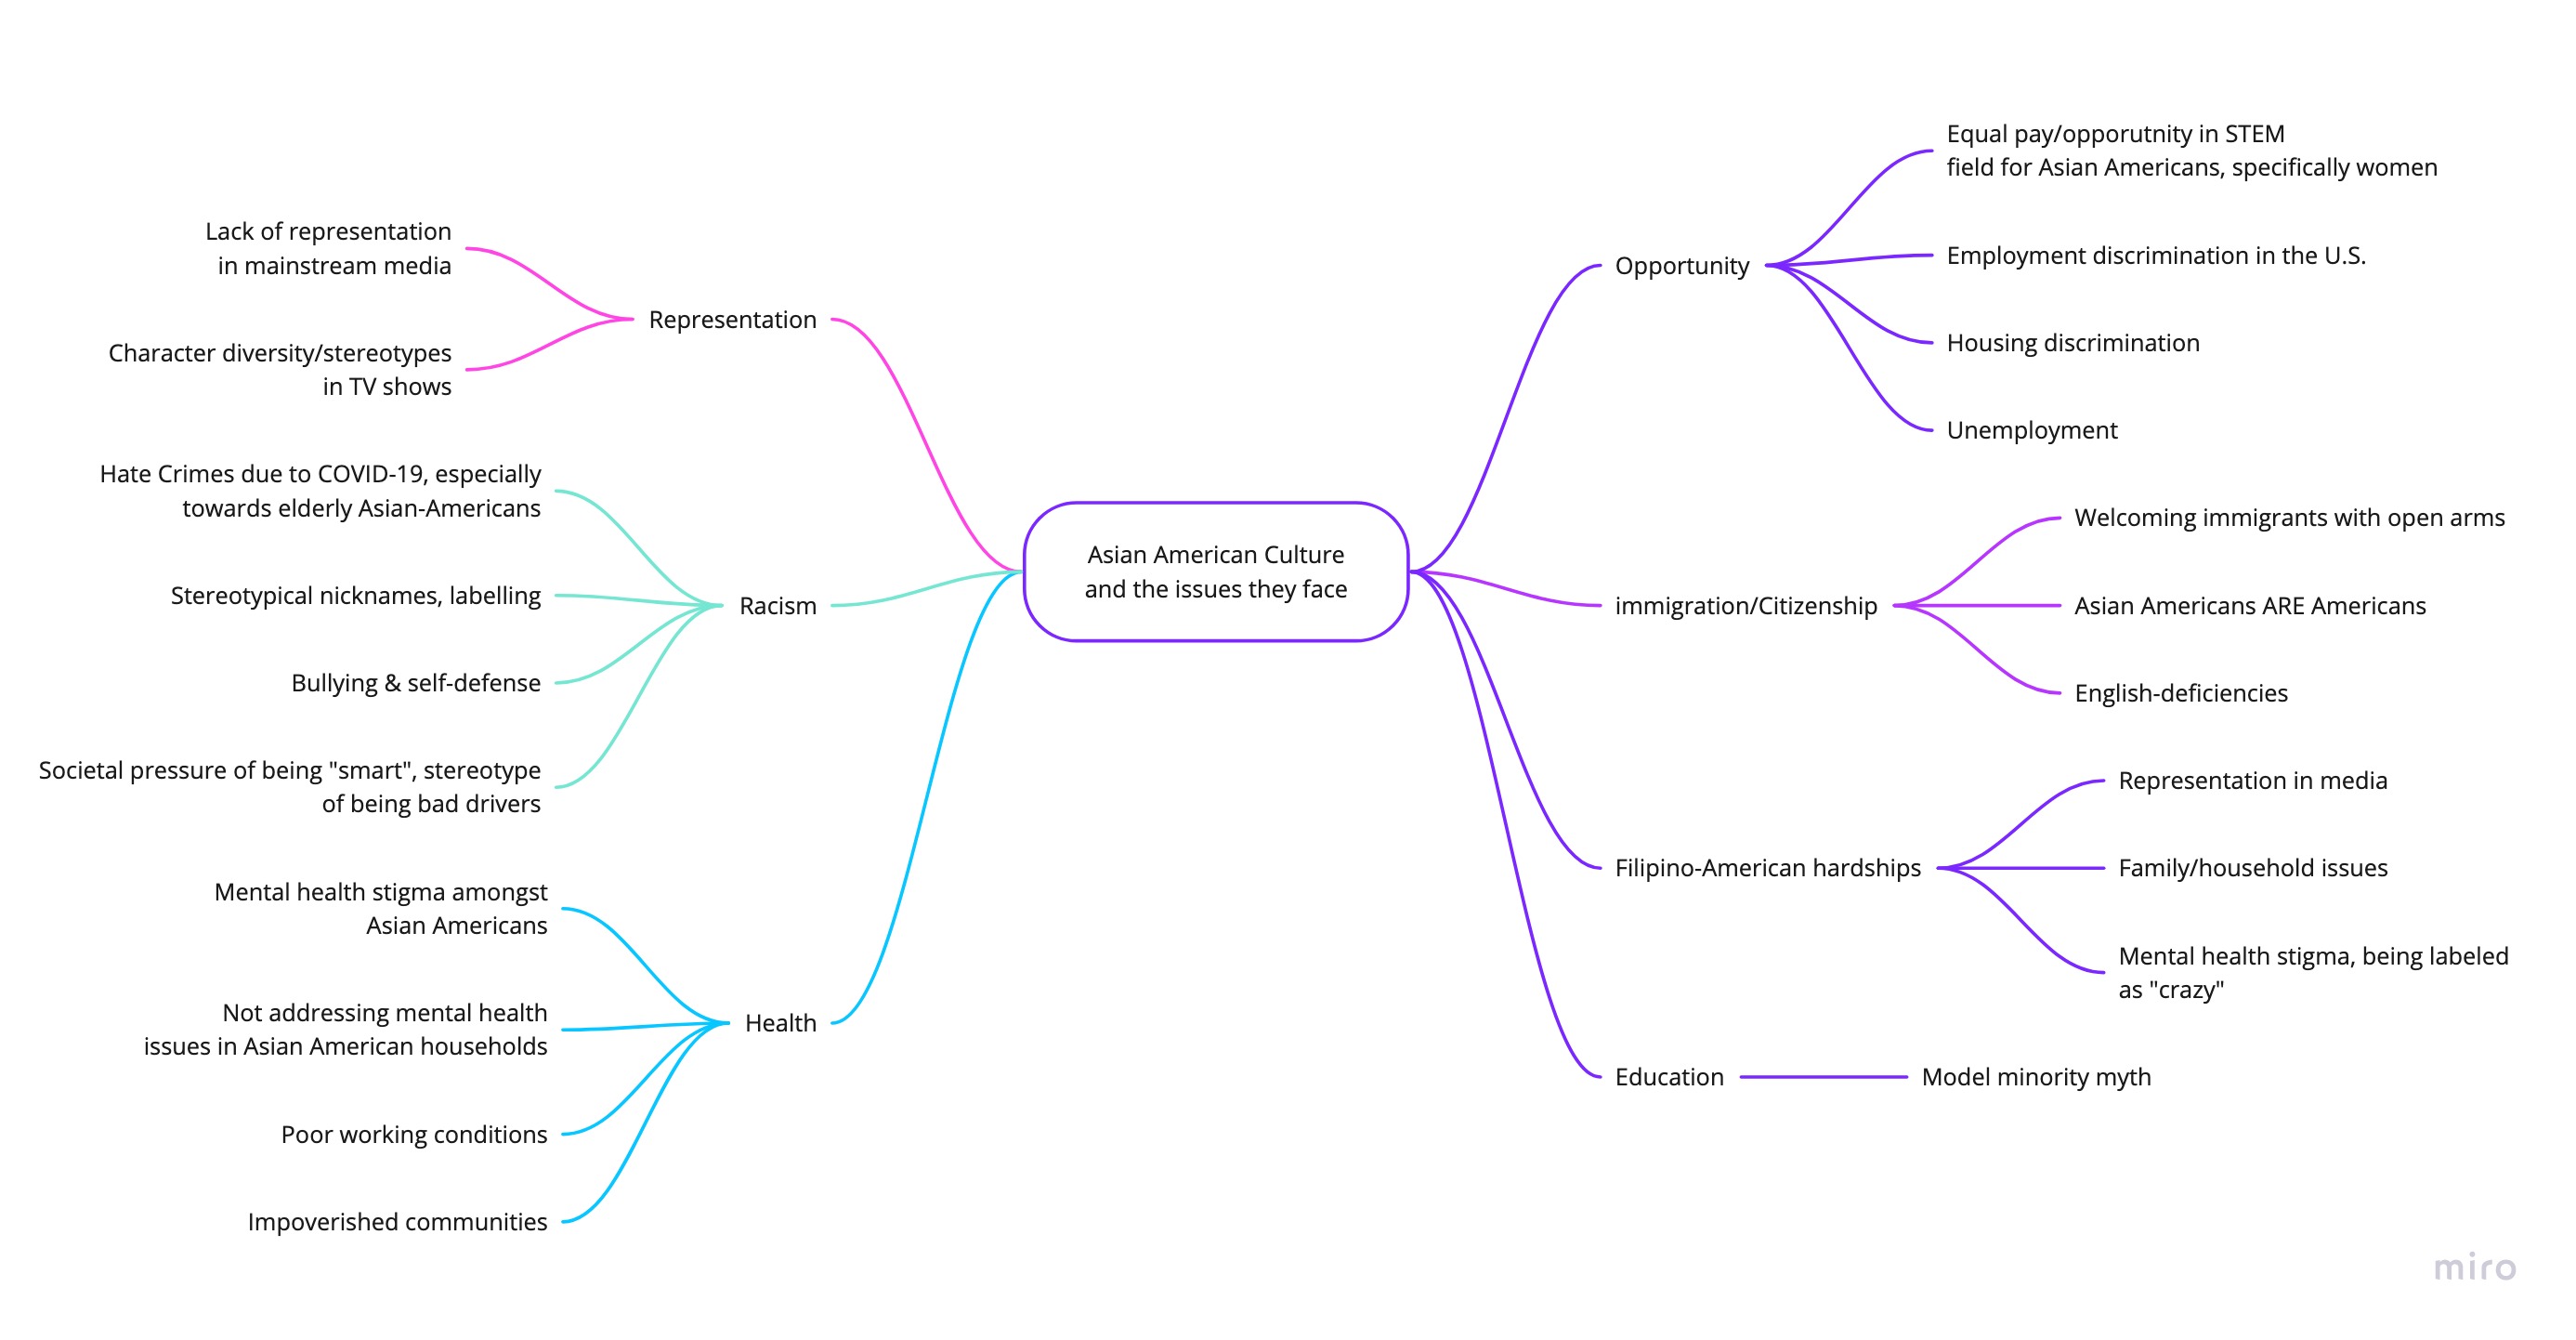 Asian American Culture
and the issues they face
Representation
Lack of representation
in mainstream media
Character diversity/stereotypes
in TV shows
Racism
Hate Crimes due to COVID-19, especially
towards elderly Asian-Americans
Stereotypical nicknames, labelling
Bullying & self-defense
Societal pressure of being "smart", stereotype
of being bad drivers
Health
Mental health stigma amongst
Asian Americans
Not addressing mental health
issues in Asian American households
Poor working conditions
Impoverished communities
Opportunity
Equal pay/opporutnity in STEM
field for Asian Americans, specifically women
Employment discrimination in the U.S.
Housing discrimination
Unemployment
immigration/Citizenship
Welcoming immigrants with open arms
Asian Americans ARE Americans
English-deficiencies
Filipino-American hardships
Representation in media
Family/household issues
Mental health stigma, being labeled
as "crazy"
Education
Model minority myth
miro